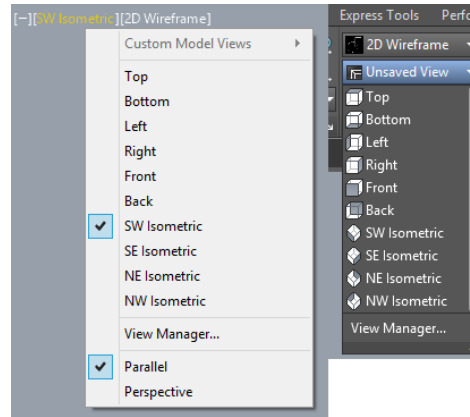 [−][SW Isometric][2D Wireframe]
Custom Model Views
Top
Bottom
Left
Right
Front
Back
SW Isometric
SE Isometric
NE Isometric
NW Isometric
View Manager...
Parallel
Perspective
Express Tools
2D Wireframe
Unsaved View
Top
Bottom
Left
Right
Front
Back
SW Isometric
SE Isometric
NE Isometric
NW Isometric
View Manager...